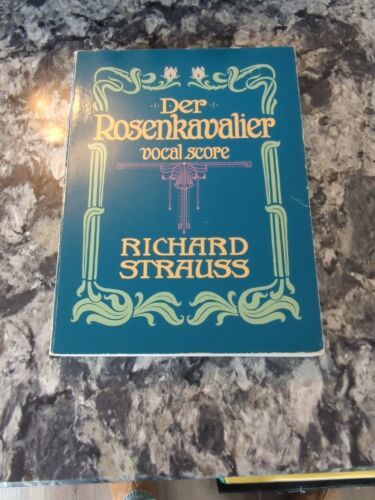 Der
Rosenkavalier
vocal score
RICHARD
STRAUSS